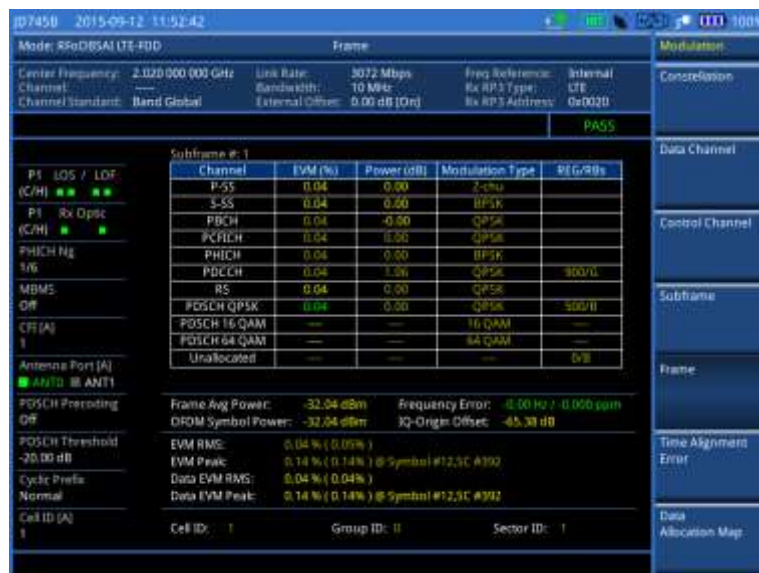 JD745B 2015-09-12 11:52:42 100%
Mode: RFoOBSAI LTE-FDD Frame Modulation
Center Frequency: 2.020 000 000 GHz Link Rate: 3072 Mbps Freq Reference: Internal
Channel: ---- Bandwidth: 10 MHz Rx RP3 Type: LTE
Channel Standard: Band Global External Offset: 0.00 dB [On] Rx RP3 Address: 0x0020
PASS
Constellation
Data Channel
Control Channel
Subframe
Frame
Time Alignment
Error
Data
Allocation Map
P1 LOS / LOF
(C/H)
P1 Rx Optic
(C/H)
PHICH Ng
1/6
MBMS
Off
CFI [A]
1
Antenna Port [A]
ANT0 ANT1
PDSCH Precoding
Off
PDSCH Threshold
-20.00 dB
Cyclic Prefix
Normal
Cell ID [A]
1
Subframe #: 1
Channel EVM (%) Power (dB) Modulation Type REG/RBs
P-SS 0.04 0.00 Z-chu
S-SS 0.04 0.00 BPSK
PBCH 0.04 -0.00 QPSK
PCFICH 0.04 0.00 QPSK
PHICH 0.04 0.00 BPSK
PDCCH 0.04 1.06 QPSK
RS 0.04 0.00 QPSK
PDSCH QPSK 0.04 0.00 QPSK
PDSCH 16 QAM --- --- 16 QAM ---
PDSCH 64 QAM --- --- 64 QAM ---
Unallocated --- --- ---
Frame Avg Power: -32.04 dBm Frequency Error: -0.00 Hz / -0.000 ppm
OFDM Symbol Power: -32.04 dBm IQ-Origin Offset: -65.38 dB
EVM RMS: 0.04 % ( 0.05% )
EVM Peak: 0.14 % ( 0.14% ) @ Symbol #12,SC #392
Data EVM RMS: 0.04 % ( 0.04% )
Data EVM Peak: 0.14 % ( 0.14% ) @ Symbol #12,SC #392
Cell ID: 1 Group ID: 0 Sector ID: 1